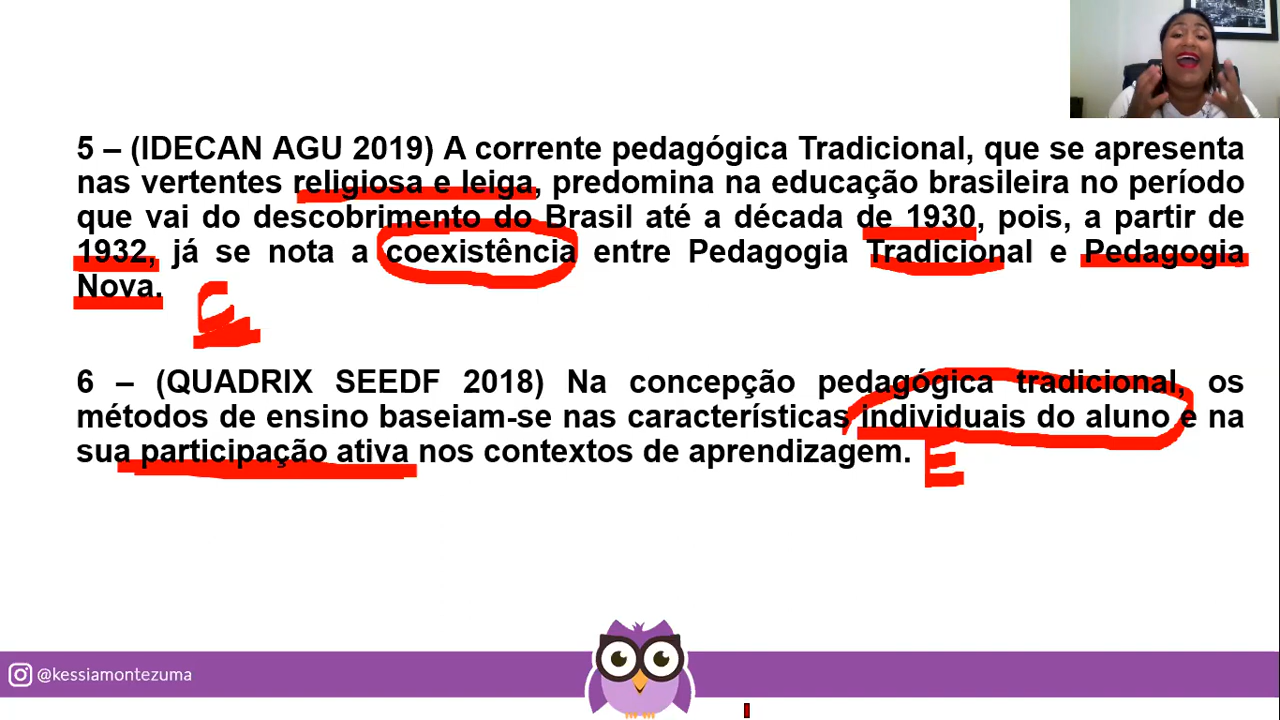 5 – (IDECAN AGU 2019) A corrente pedagógica Tradicional, que se apresenta
nas vertentes religiosa e leiga, predomina na educação brasileira no período
que vai do descobrimento do Brasil até a década de 1930, pois, a partir de
1932, já se nota a coexistência entre Pedagogia Tradicional e Pedagogia
Nova.
C
6 – (QUADRIX SEEDF 2018) Na concepção pedagógica tradicional, os
métodos de ensino baseiam-se nas características individuais do aluno e na
sua participação ativa nos contextos de aprendizagem.
E
@kessiamontezuma